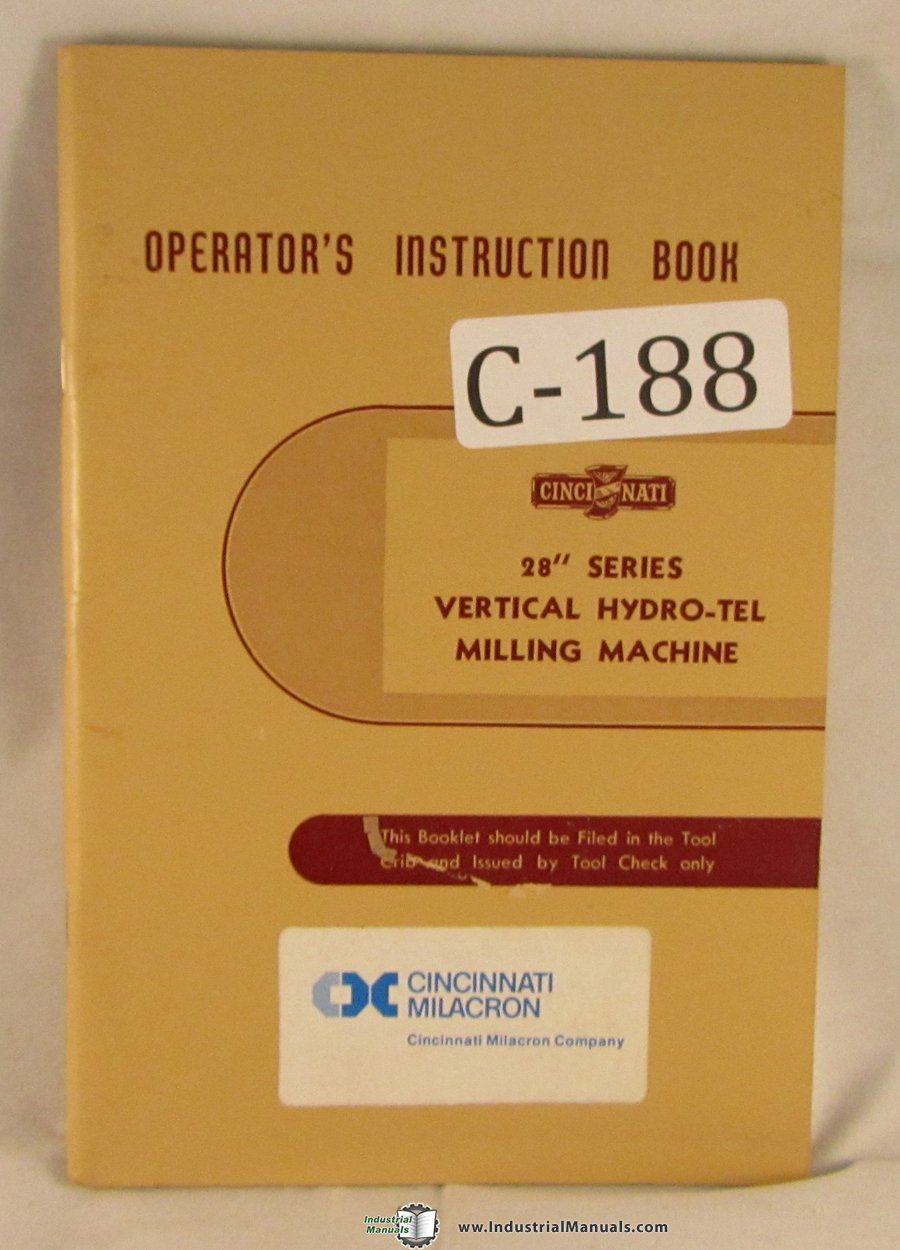 OPERATOR'S INSTRUCTION BOOK
C-188
CINCINNATI
28" SERIES
VERTICAL HYDRO-TEL
MILLING MACHINE
This Booklet should be Filed in the Tool
Crib and Issued by Tool Check only
CINCINNATI
MILACRON
Cincinnati Milacron Company
Industrial
Manuals
www.IndustrialManuals.com